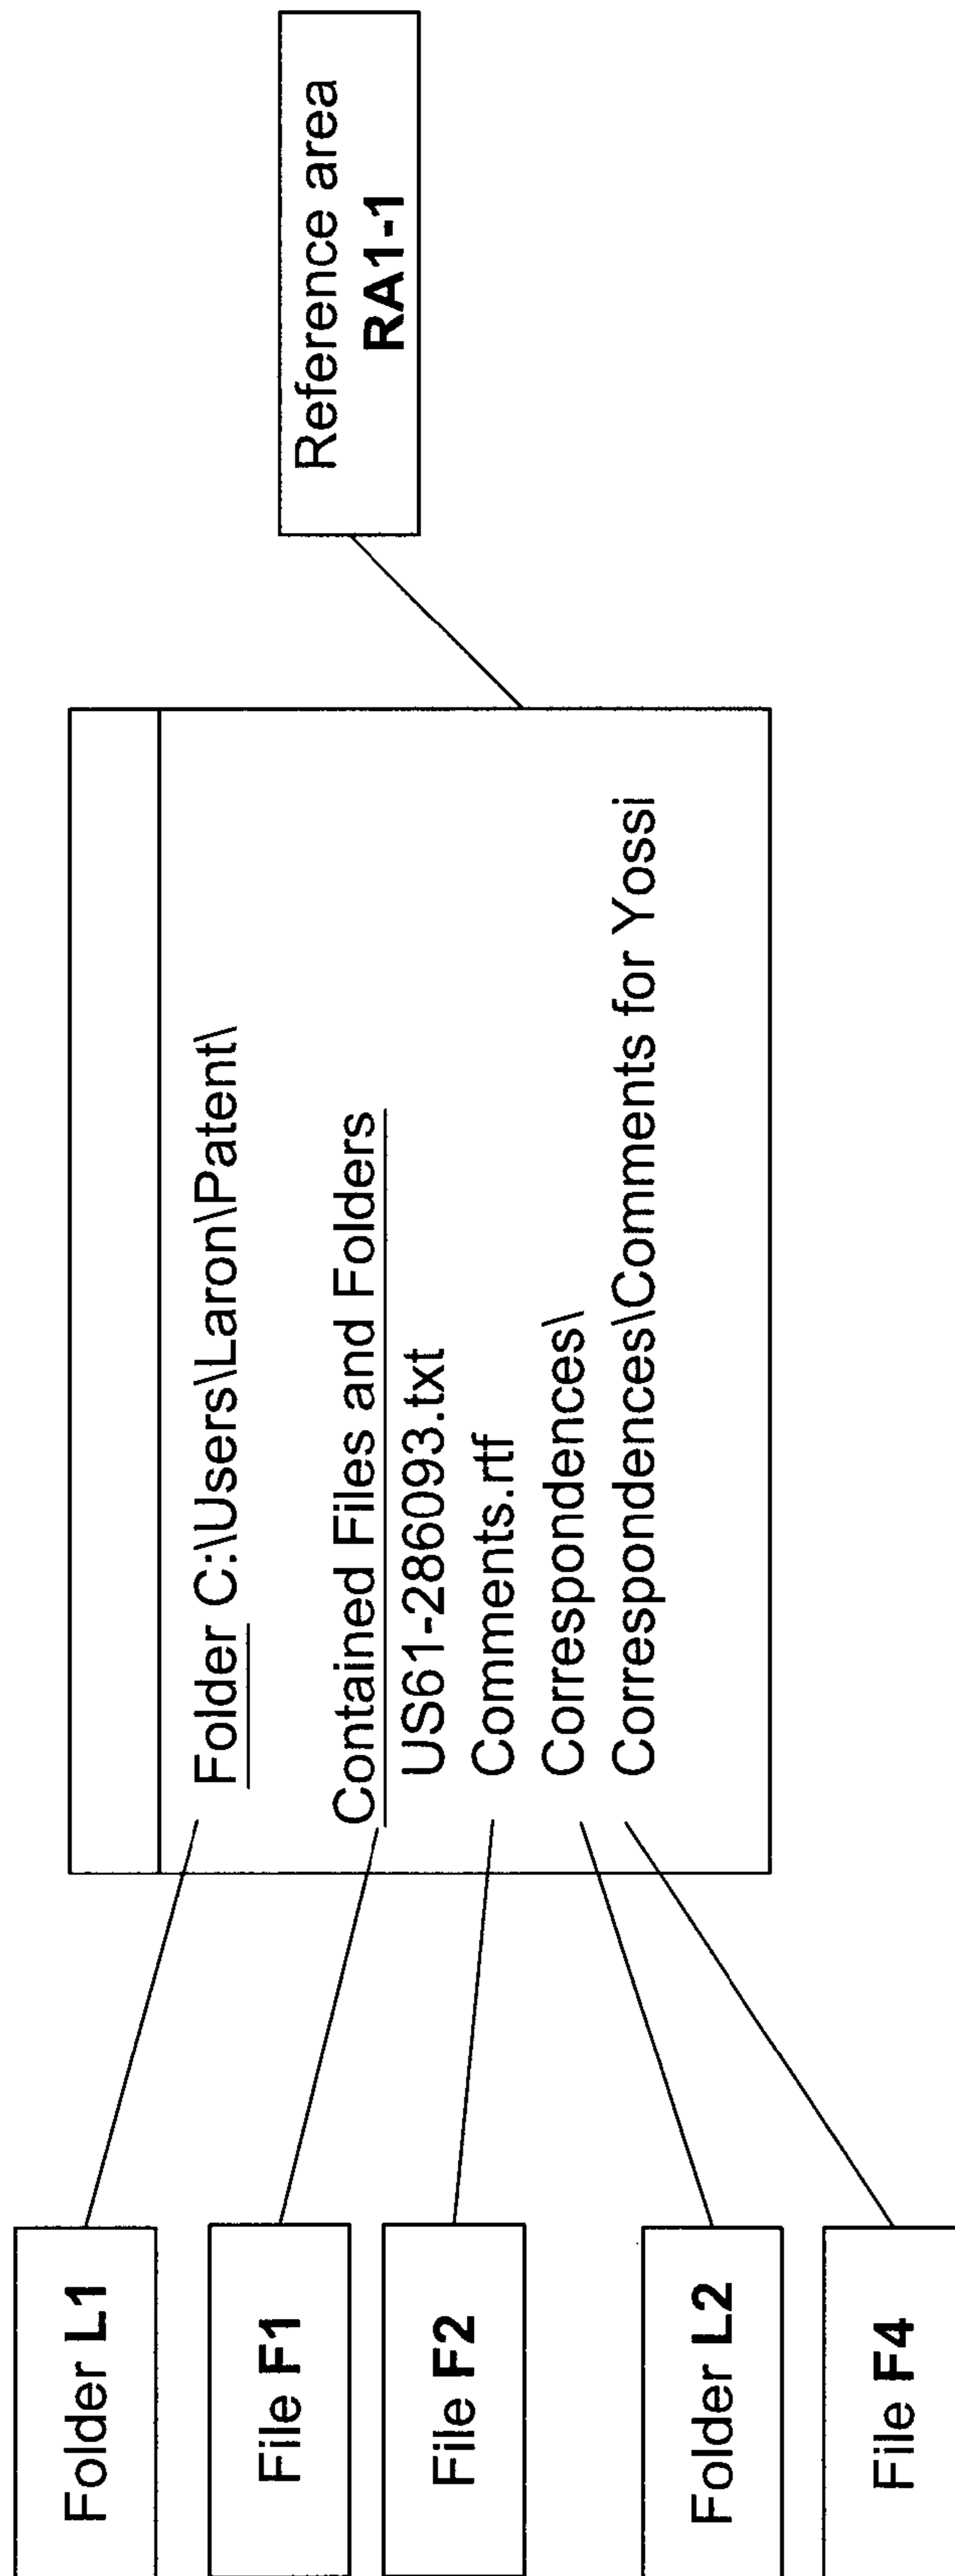 Folder L1
File F1
File F2
Folder L2
File F4
Folder C:\Users\Laron\Patent\
Contained Files and Folders
US61-286093.txt
Comments.rtf
Correspondences\
Correspondences\Comments for Yossi
Reference area
RA1-1